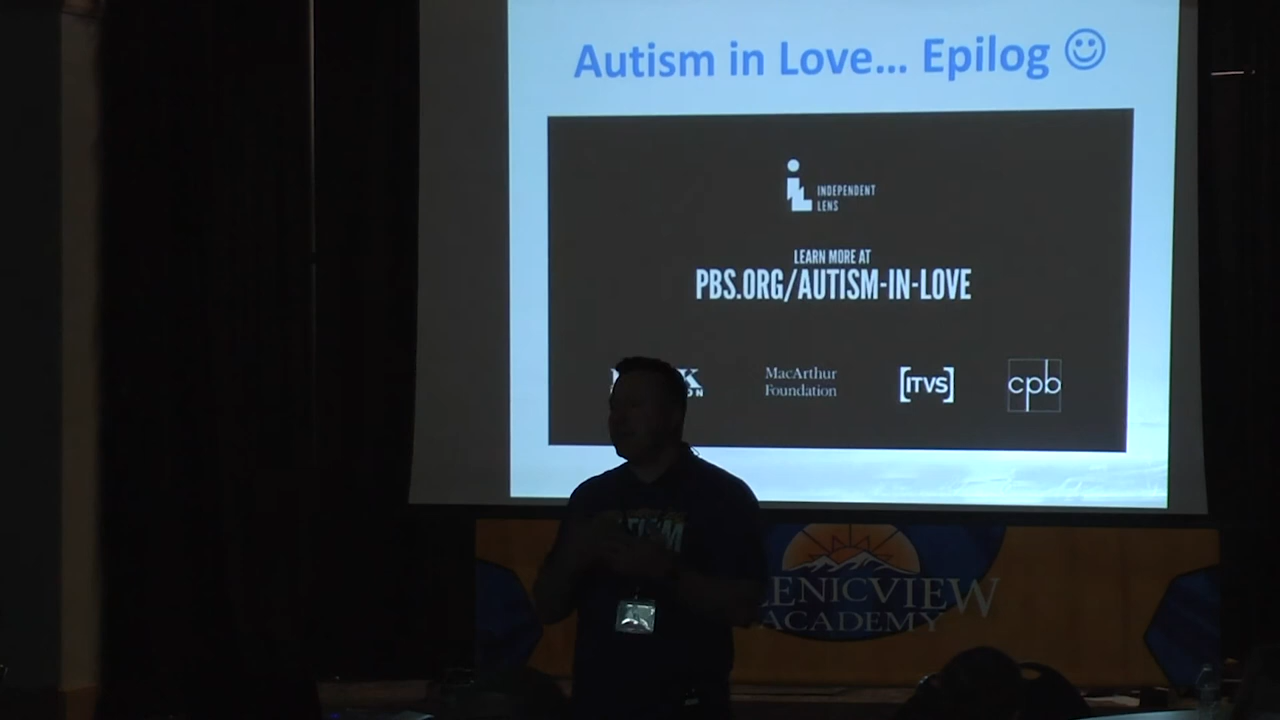 Autism in Love... Epilog
INDEPENDENT
LENS
LEARN MORE AT
PBS.ORG/AUTISM-IN-LOVE
MacArthur
Foundation
[ITVS]
cpb
ACADEMY